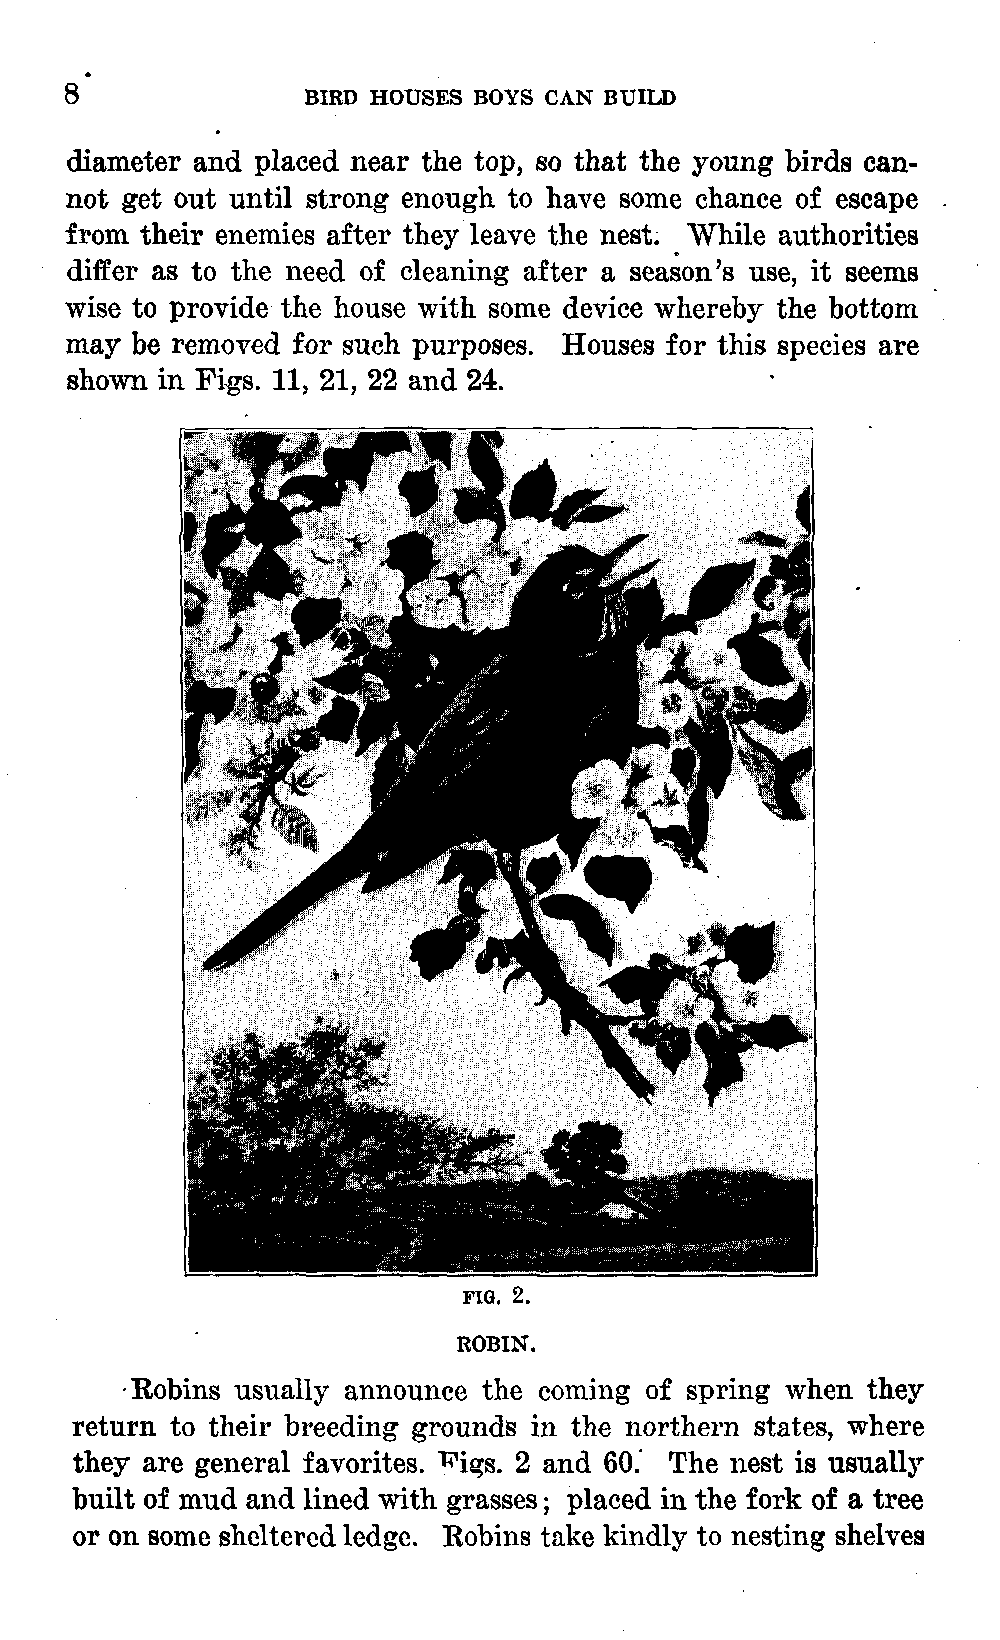 8 BIRD HOUSES BOYS CAN BUILD
diameter and placed near the top, so that the young birds can-
not get out until strong enough to have some chance of escape
from their enemies after they leave the nest. While authorities
differ as to the need of cleaning after a season's use, it seems
wise to provide the house with some device whereby the bottom
may be removed for such purposes. Houses for this species are
shown in Figs. 11, 21, 22 and 24.
FIG. 2.
ROBIN.
Robins usually announce the coming of spring when they
return to their breeding grounds in the northern states, where
they are general favorites. Figs. 2 and 60. The nest is usually
built of mud and lined with grasses; placed in the fork of a tree
or on some sheltered ledge. Robins take kindly to nesting shelves